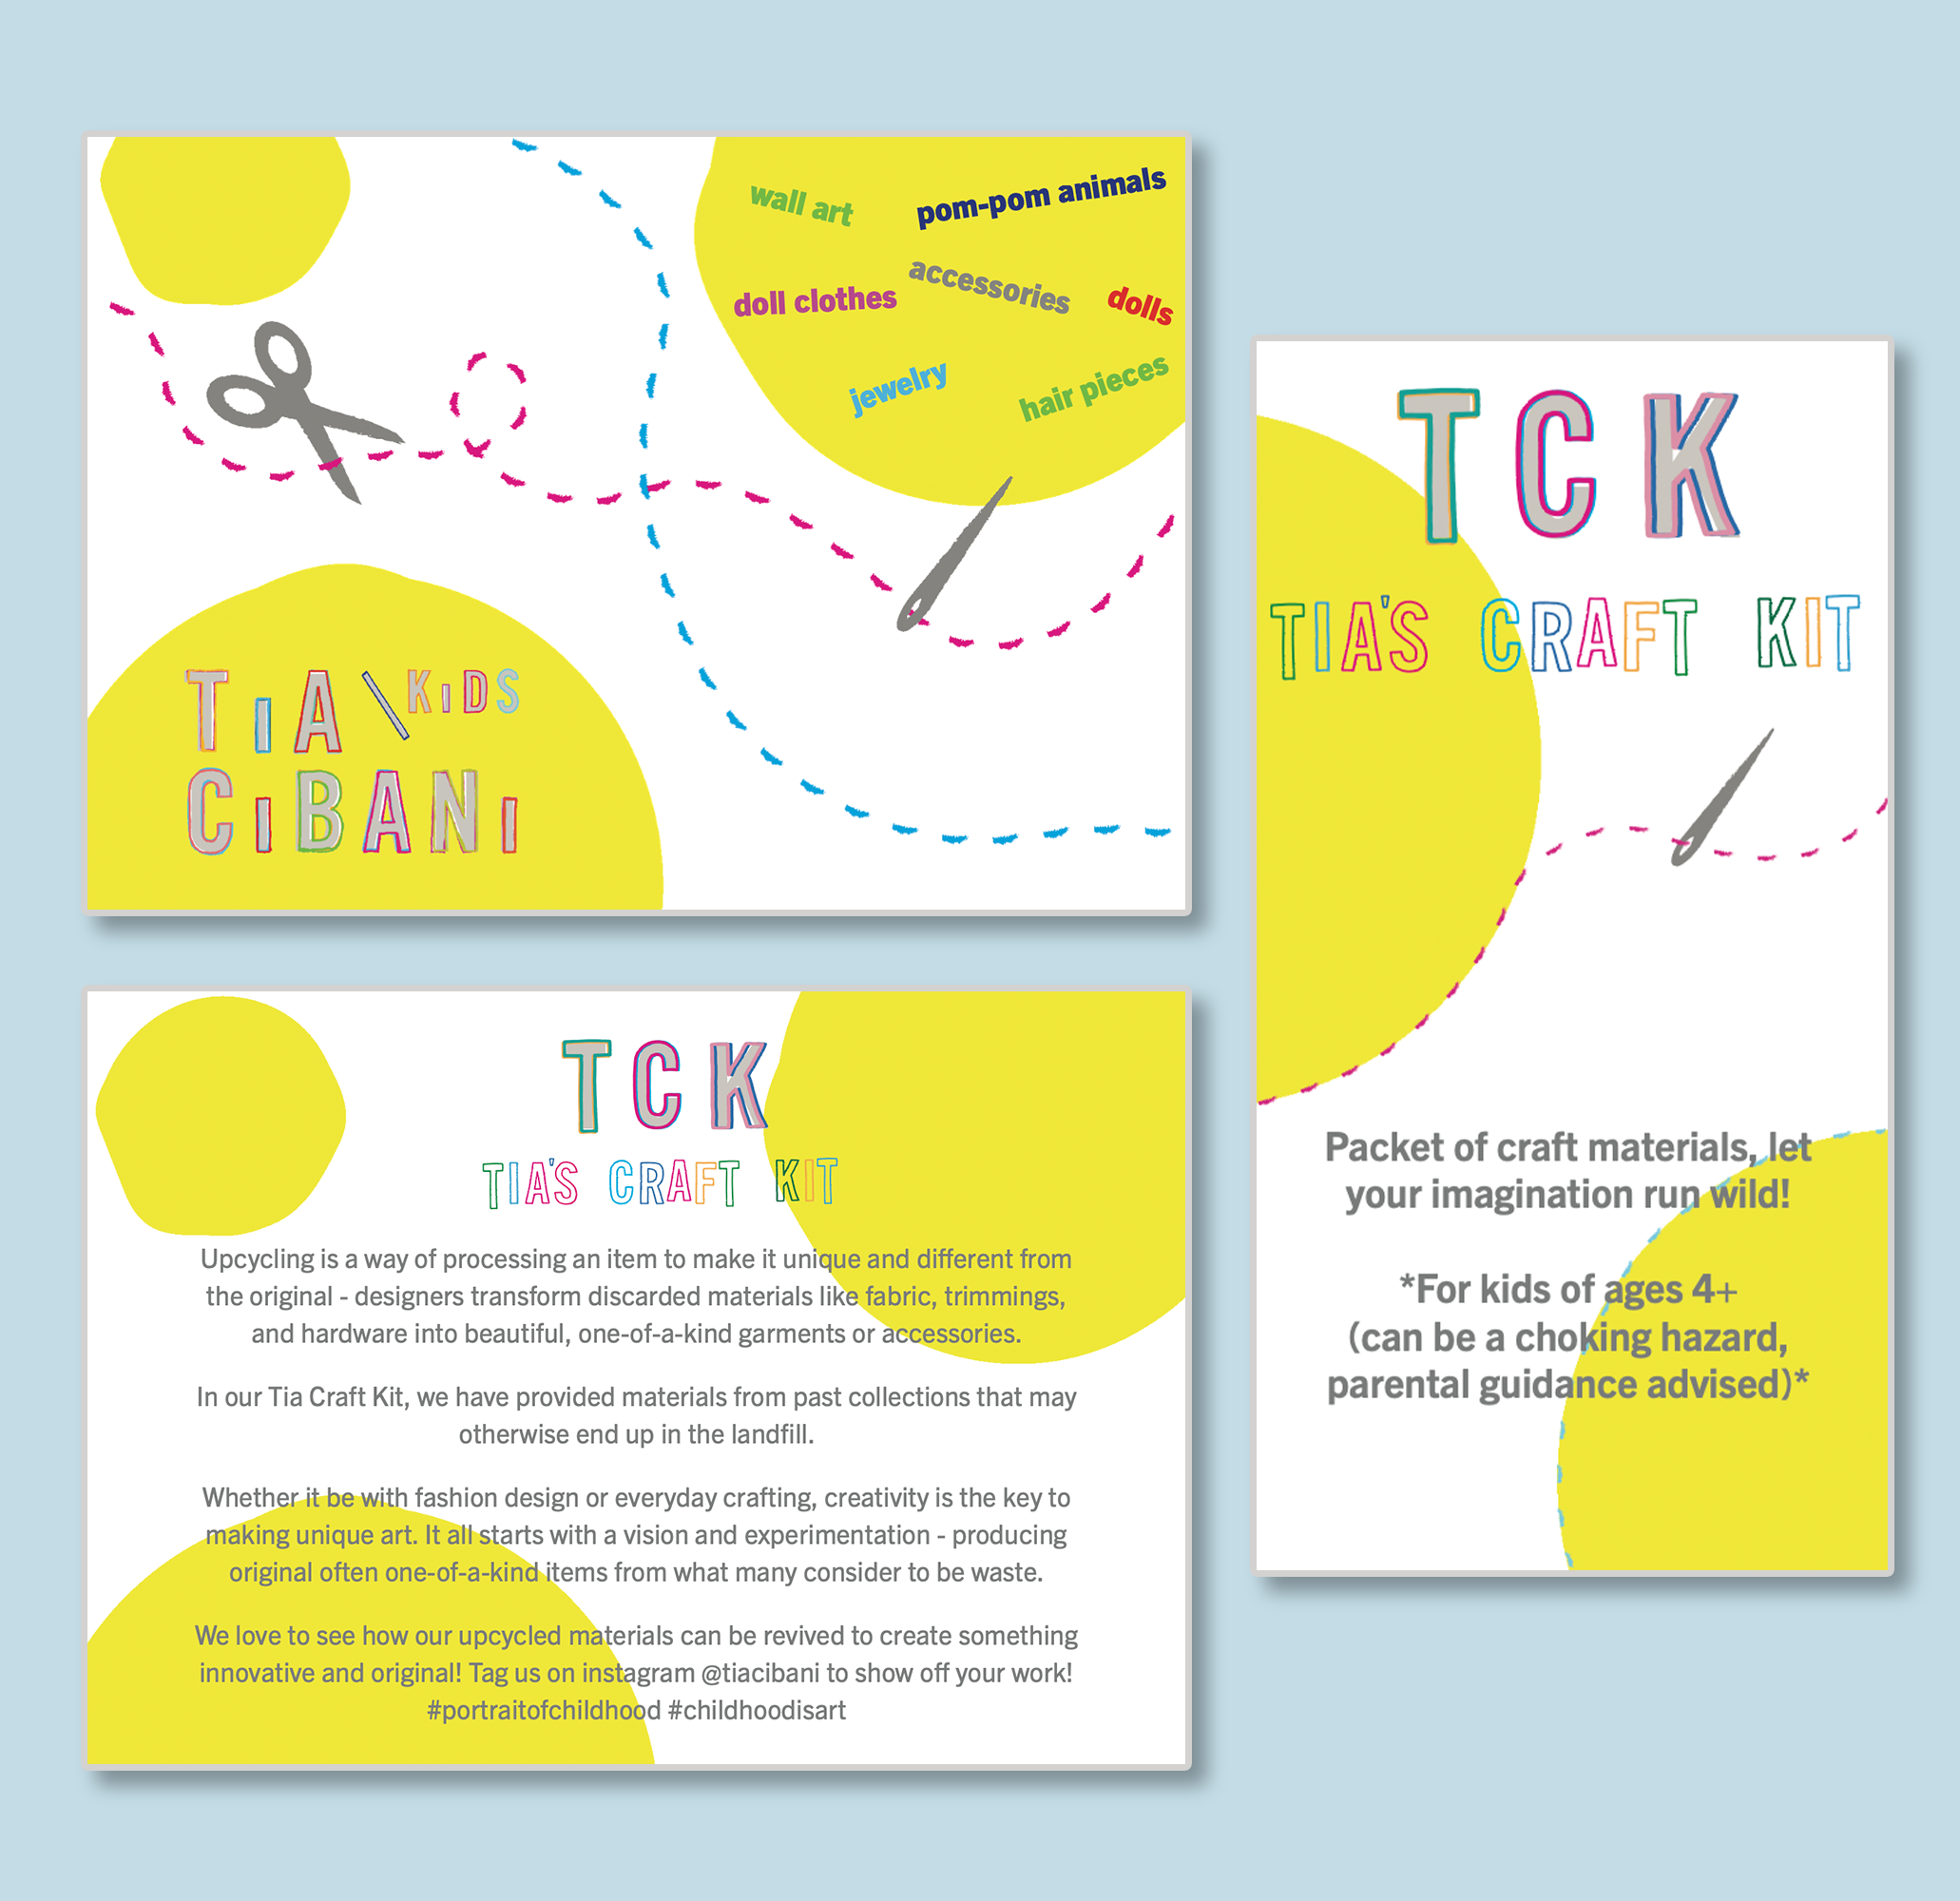 wall art
pom-pom animals
accessories
doll clothes
dolls
jewelry
hair pieces
TiA \KiDS
CiBANi
TCK
TIA'S CRAFT KIT
Upcycling is a way of processing an item to make it unique and different from
the original - designers transform discarded materials like fabric, trimmings,
and hardware into beautiful, one-of-a-kind garments or accessories.
In our Tia Craft Kit, we have provided materials from past collections that may
otherwise end up in the landfill.
Whether it be with fashion design or everyday crafting, creativity is the key to
making unique art. It all starts with a vision and experimentation - producing
original often one-of-a-kind items from what many consider to be waste.
We love to see how our upcycled materials can be revived to create something
innovative and original! Tag us on instagram @tiacibani to show off your work!
#portraitofchildhood #childhoodisart
TCK
TIA'S CRAFT KIT
Packet of craft materials, let
your imagination run wild!
*For kids of ages 4+
(can be a choking hazard,
parental guidance advised)*